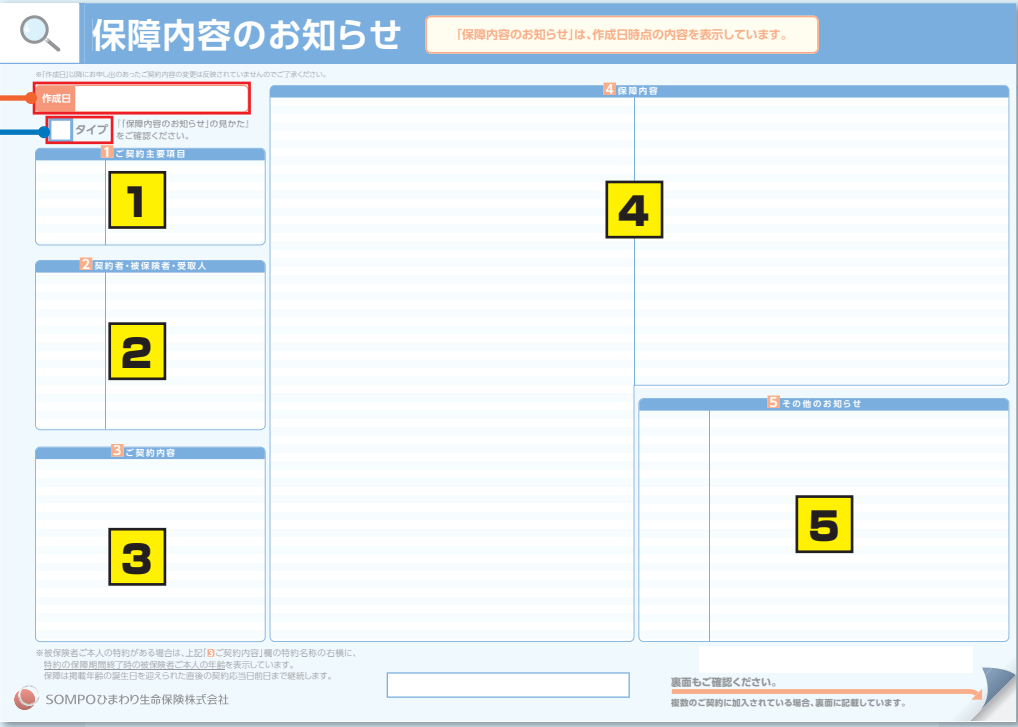 保障内容のお知らせ
「保障内容のお知らせ」は、作成日時点の内容を表示しています。
※「作成日」以降にお申し出のあったご契約内容の変更は反映されていませんのでご了承ください。
作成日
タイプ
「「保障内容のお知らせ」の見かた」
をご確認ください。
1 ご契約主要項目
1
2 契約者・被保険者・受取人
2
3 ご契約内容
3
4 保障内容
4
5 その他のお知らせ
5
※被保険者ご本人の特約がある場合は、上記「3ご契約内容」欄の特約名称の右横に、
特約の保障期間終了時の被保険者ご本人の年齢を表示しています。
保障は掲載年齢の誕生日を迎えられた直後の契約応当日前日まで継続します。
SOMPOひまわり生命保険株式会社
裏面もご確認ください。
複数のご契約に加入されている場合、裏面に記載しています。